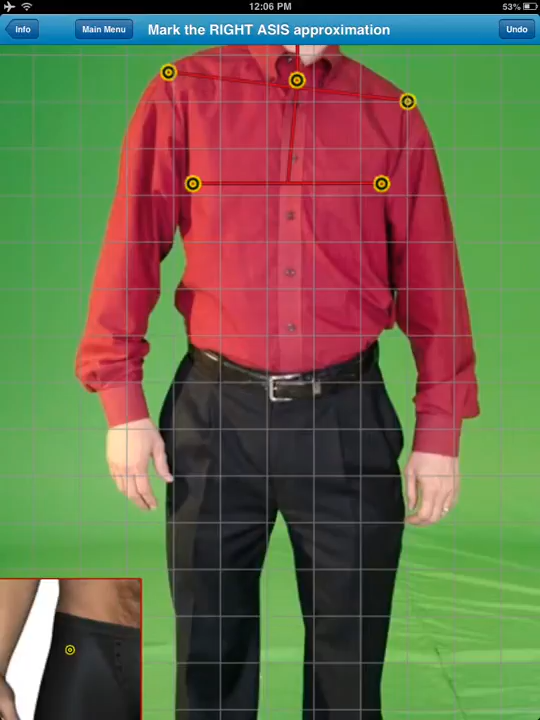 12:06 PM
53%
Info
Main Menu
Mark the RIGHT ASIS approximation
Undo